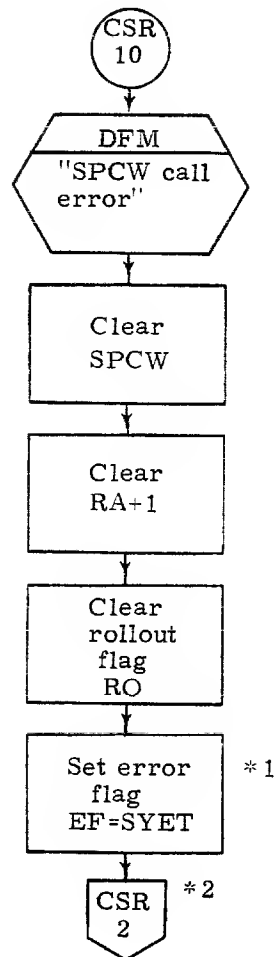 CSR
10
DFM
"SPCW call
error"
Clear
SPCW
Clear
RA+1
Clear
rollout
flag
RO
Set error
flag
EF=SYET
*1
CSR
2
*2